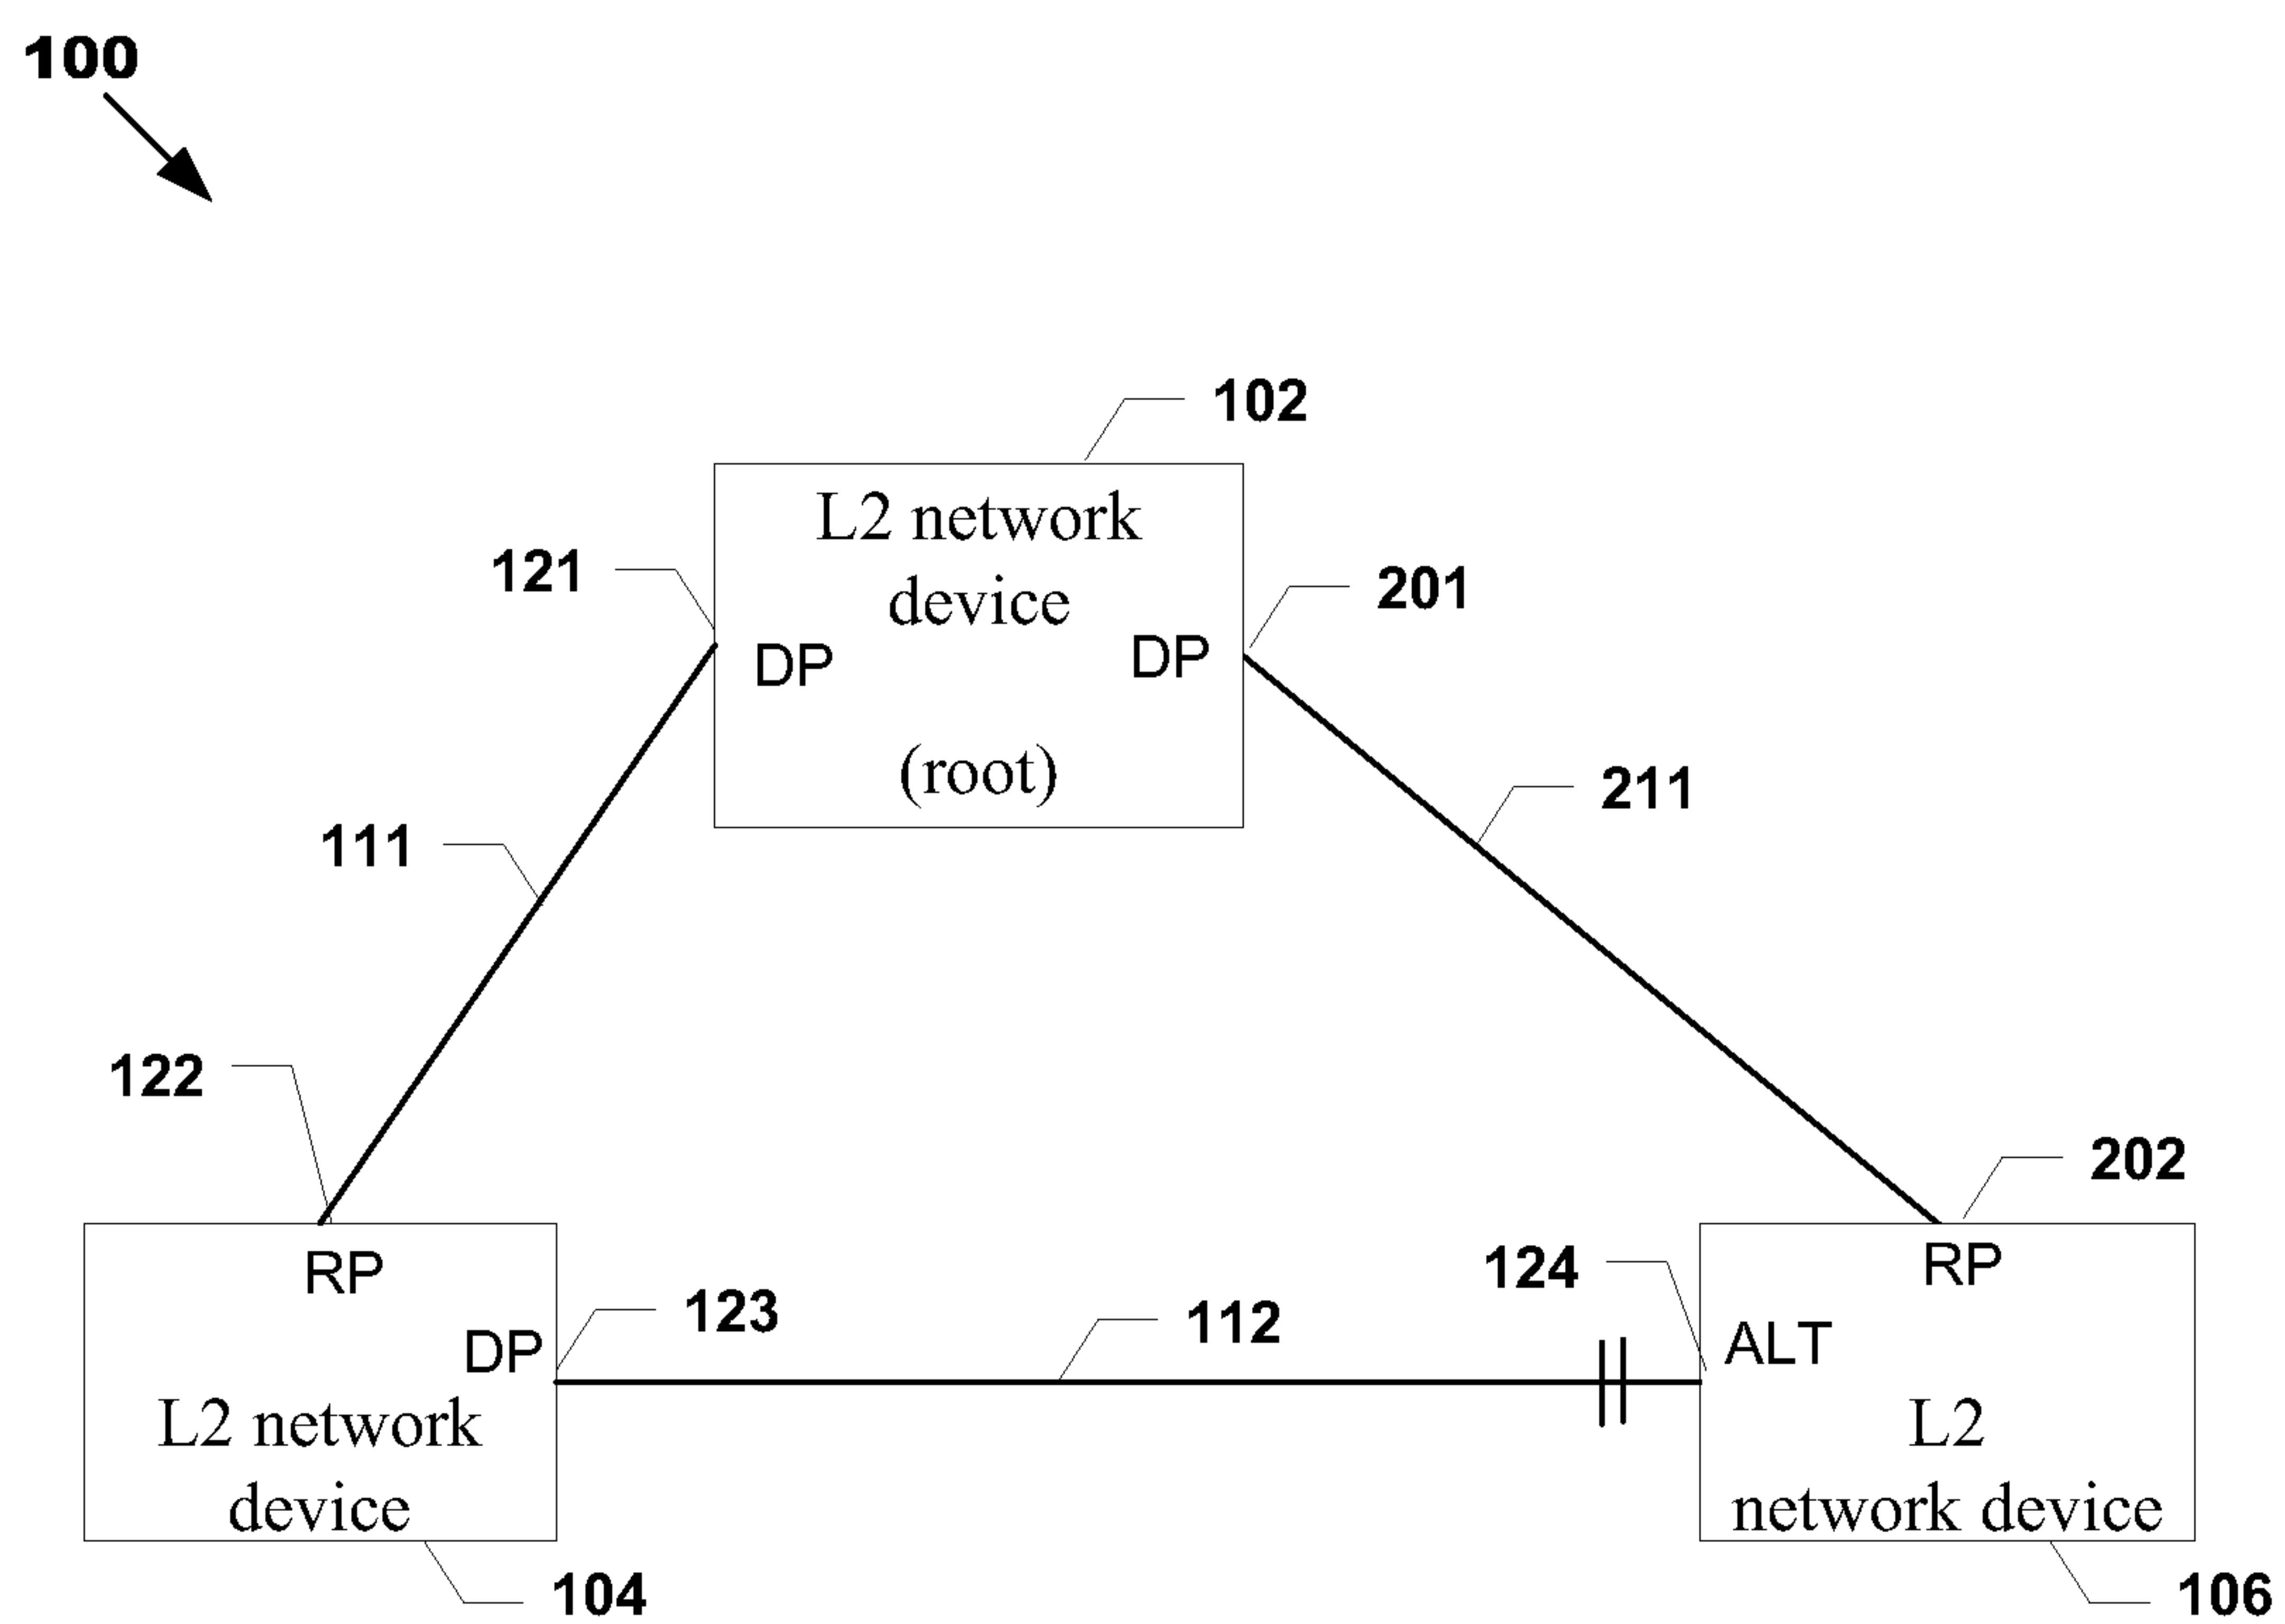 100
102
L2 network
device
121
201
DP
DP
(root)
211
111
122
202
RP
RP
124
123
112
ALT
DP
L2 network
device
L2
network device
104
106